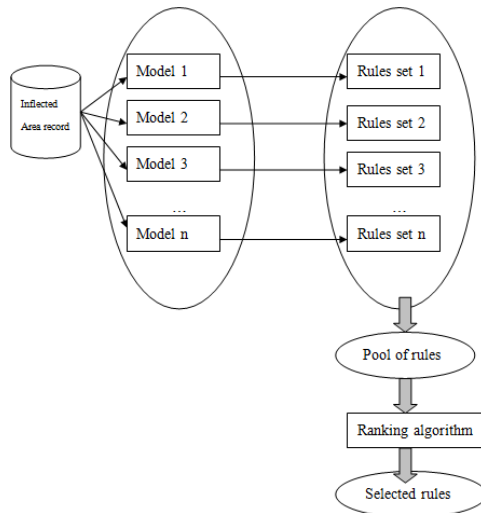 Inflected
Area record
Model 1
Rules set 1
Model 2
Rules set 2
Model 3
Rules set 3
...
...
Model n
Rules set n
Pool of rules
Ranking algorithm
Selected rules